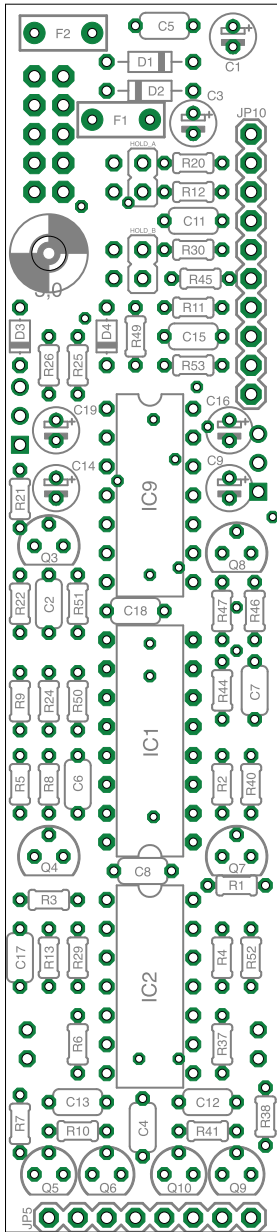 F2
C5
C1
D1
D2
C3
F1
JP10
HOLD_A
R20
R12
C11
HOLD_B
R30
3,0
R45
D3
D4
R49
R11
C15
R26
R25
R53
C19
C16
C14
C9
IC9
R21
Q3
Q8
R22
C2
R51
C18
R47
R46
R9
R24
R50
IC1
R44
C7
R5
R8
C6
R2
R40
Q4
C8
Q7
R3
R1
C17
R13
R29
IC2
R4
R52
R6
R37
R7
C13
C12
R38
R10
C4
R41
Q5
Q6
Q10
Q9
JP5